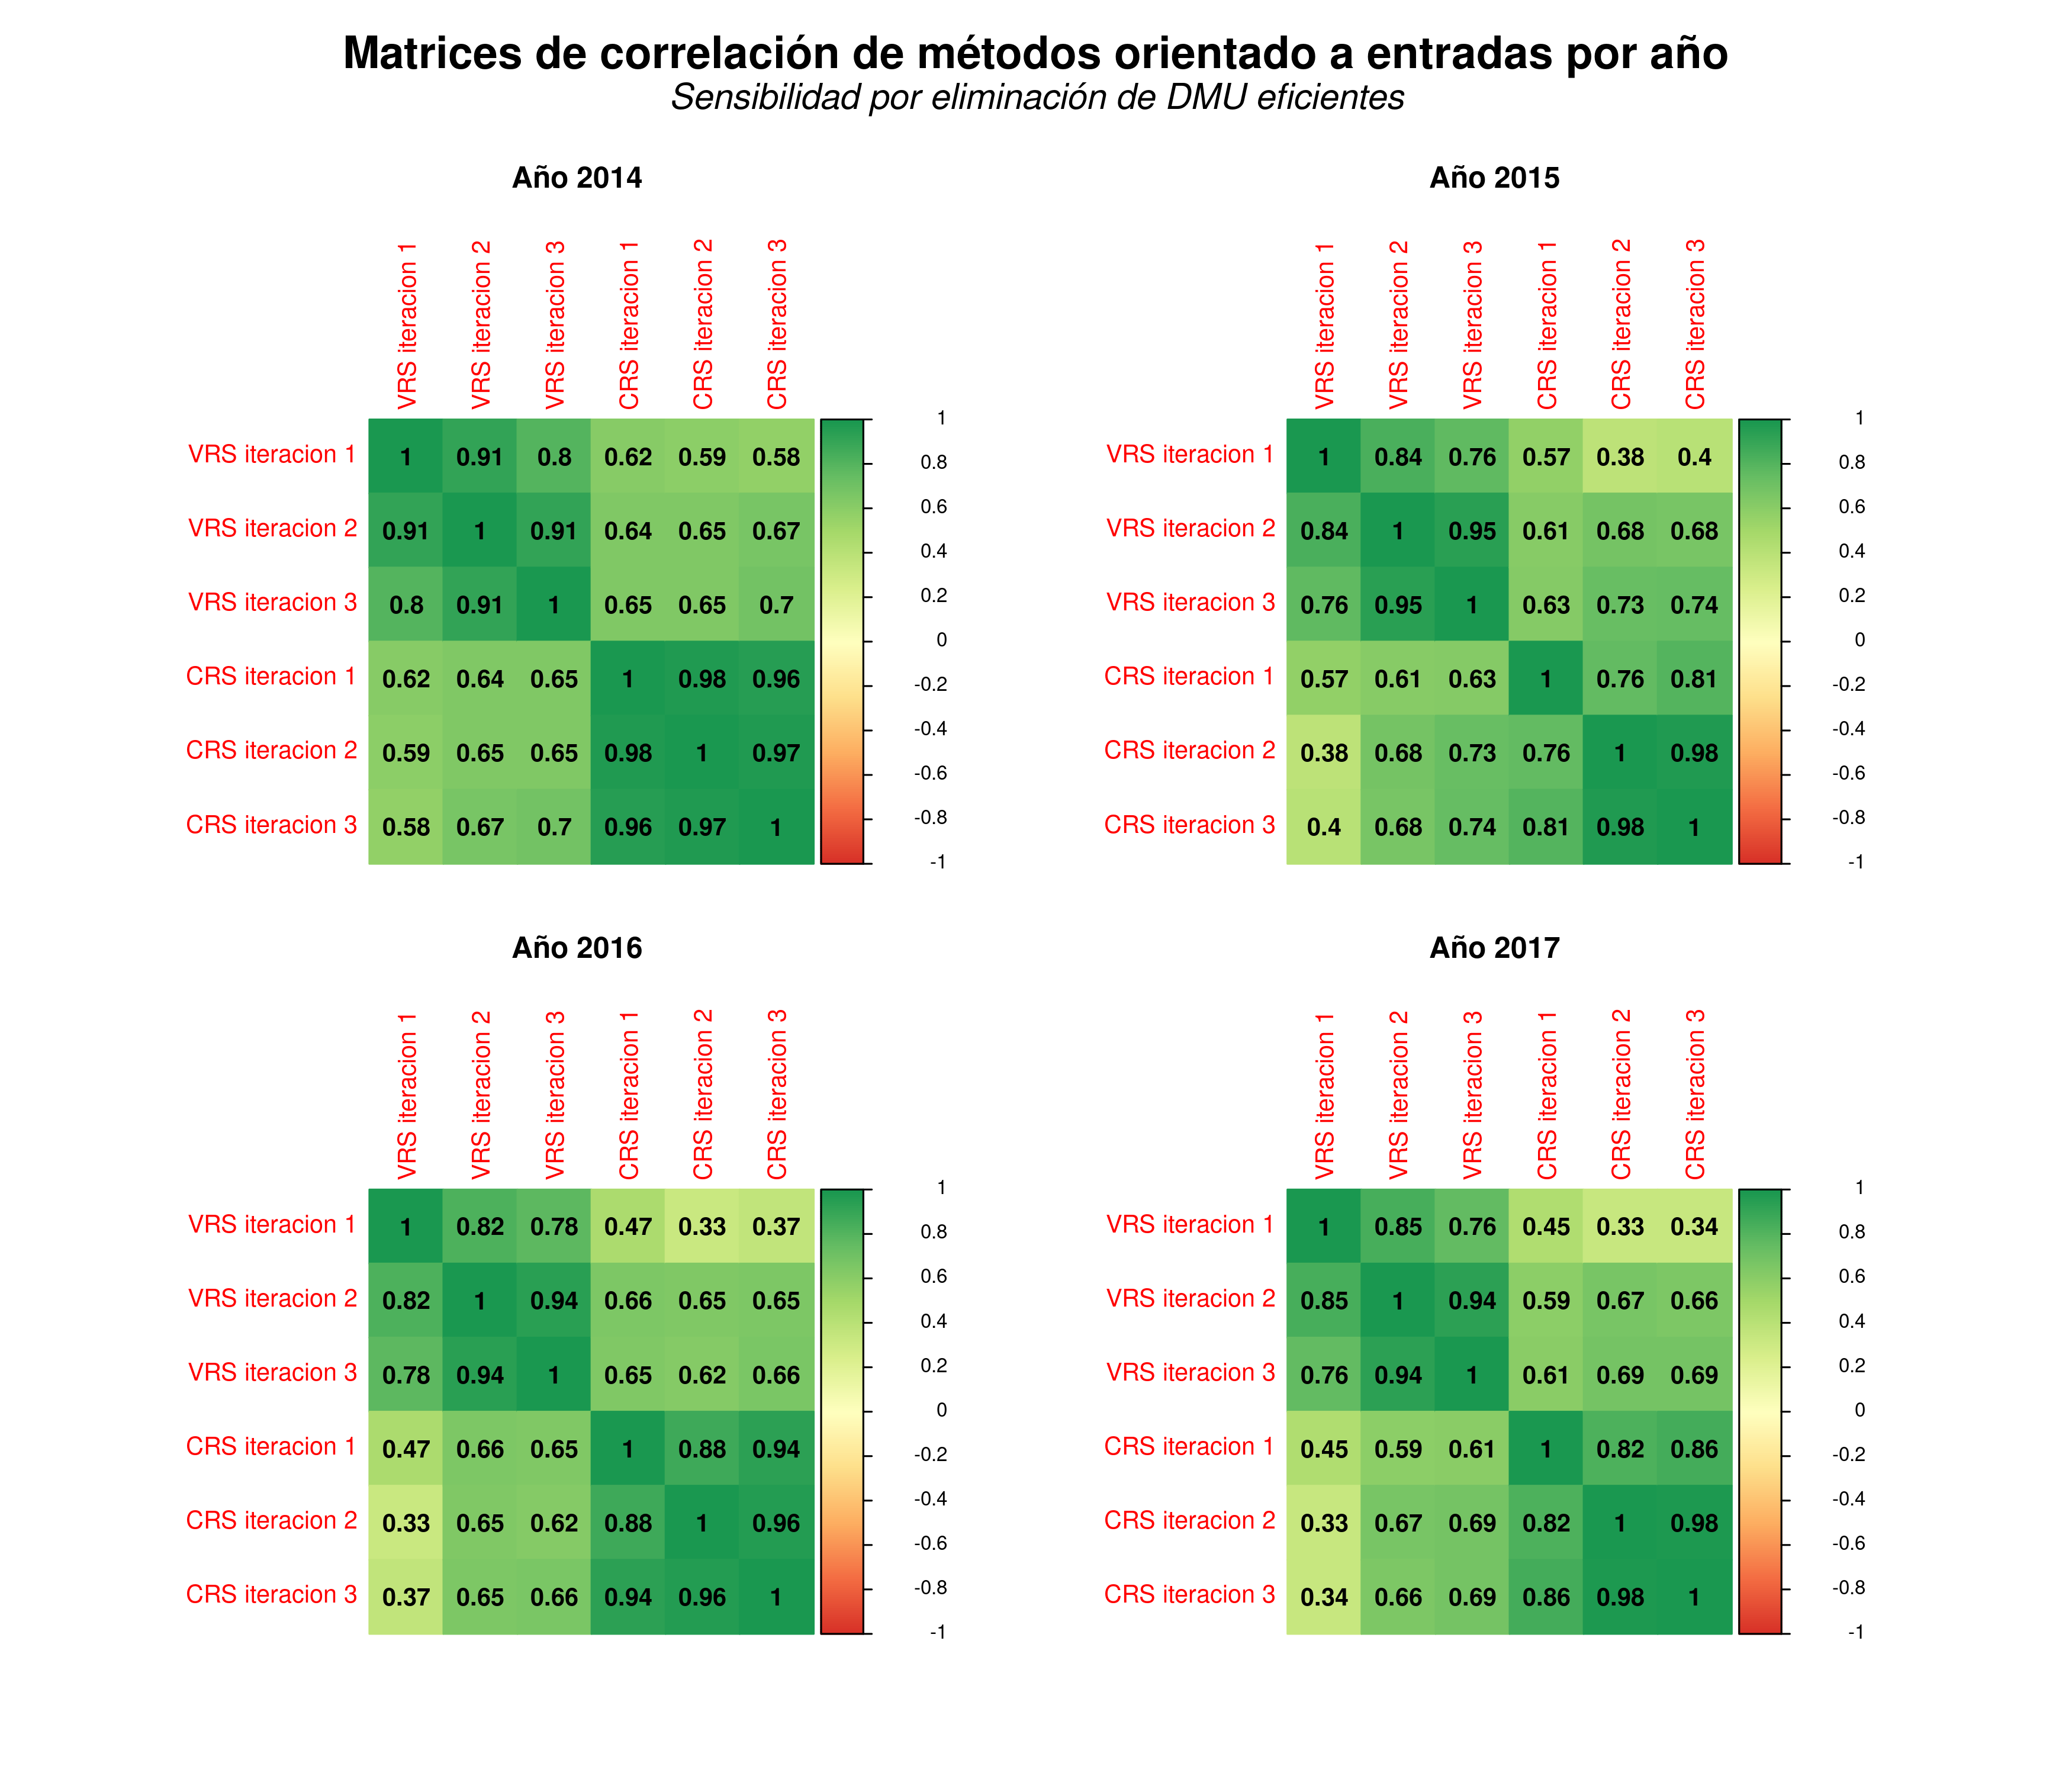 Matrices de correlación de métodos orientado a entradas por año
Sensibilidad por eliminación de DMU eficientes
Año 2014
VRS iteracion 1
VRS iteracion 2
VRS iteracion 3
CRS iteracion 1
CRS iteracion 2
CRS iteracion 3
VRS iteracion 1 1 0.91 0.8 0.62 0.59 0.58
VRS iteracion 2 0.91 1 0.91 0.64 0.65 0.67
VRS iteracion 3 0.8 0.91 1 0.65 0.65 0.7
CRS iteracion 1 0.62 0.64 0.65 1 0.98 0.96
CRS iteracion 2 0.59 0.65 0.65 0.98 1 0.97
CRS iteracion 3 0.58 0.67 0.7 0.96 0.97 1
1
0.8
0.6
0.4
0.2
0
-0.2
-0.4
-0.6
-0.8
-1
Año 2015
VRS iteracion 1
VRS iteracion 2
VRS iteracion 3
CRS iteracion 1
CRS iteracion 2
CRS iteracion 3
VRS iteracion 1 1 0.84 0.76 0.57 0.38 0.4
VRS iteracion 2 0.84 1 0.95 0.61 0.68 0.68
VRS iteracion 3 0.76 0.95 1 0.63 0.73 0.74
CRS iteracion 1 0.57 0.61 0.63 1 0.76 0.81
CRS iteracion 2 0.38 0.68 0.73 0.76 1 0.98
CRS iteracion 3 0.4 0.68 0.74 0.81 0.98 1
1
0.8
0.6
0.4
0.2
0
-0.2
-0.4
-0.6
-0.8
-1
Año 2016
VRS iteracion 1
VRS iteracion 2
VRS iteracion 3
CRS iteracion 1
CRS iteracion 2
CRS iteracion 3
VRS iteracion 1 1 0.82 0.78 0.47 0.33 0.37
VRS iteracion 2 0.82 1 0.94 0.66 0.65 0.65
VRS iteracion 3 0.78 0.94 1 0.65 0.62 0.66
CRS iteracion 1 0.47 0.66 0.65 1 0.88 0.94
CRS iteracion 2 0.33 0.65 0.62 0.88 1 0.96
CRS iteracion 3 0.37 0.65 0.66 0.94 0.96 1
1
0.8
0.6
0.4
0.2
0
-0.2
-0.4
-0.6
-0.8
-1
Año 2017
VRS iteracion 1
VRS iteracion 2
VRS iteracion 3
CRS iteracion 1
CRS iteracion 2
CRS iteracion 3
VRS iteracion 1 1 0.85 0.76 0.45 0.33 0.34
VRS iteracion 2 0.85 1 0.94 0.59 0.67 0.66
VRS iteracion 3 0.76 0.94 1 0.61 0.69 0.69
CRS iteracion 1 0.45 0.59 0.61 1 0.82 0.86
CRS iteracion 2 0.33 0.67 0.69 0.82 1 0.98
CRS iteracion 3 0.34 0.66 0.69 0.86 0.98 1
1
0.8
0.6
0.4
0.2
0
-0.2
-0.4
-0.6
-0.8
-1